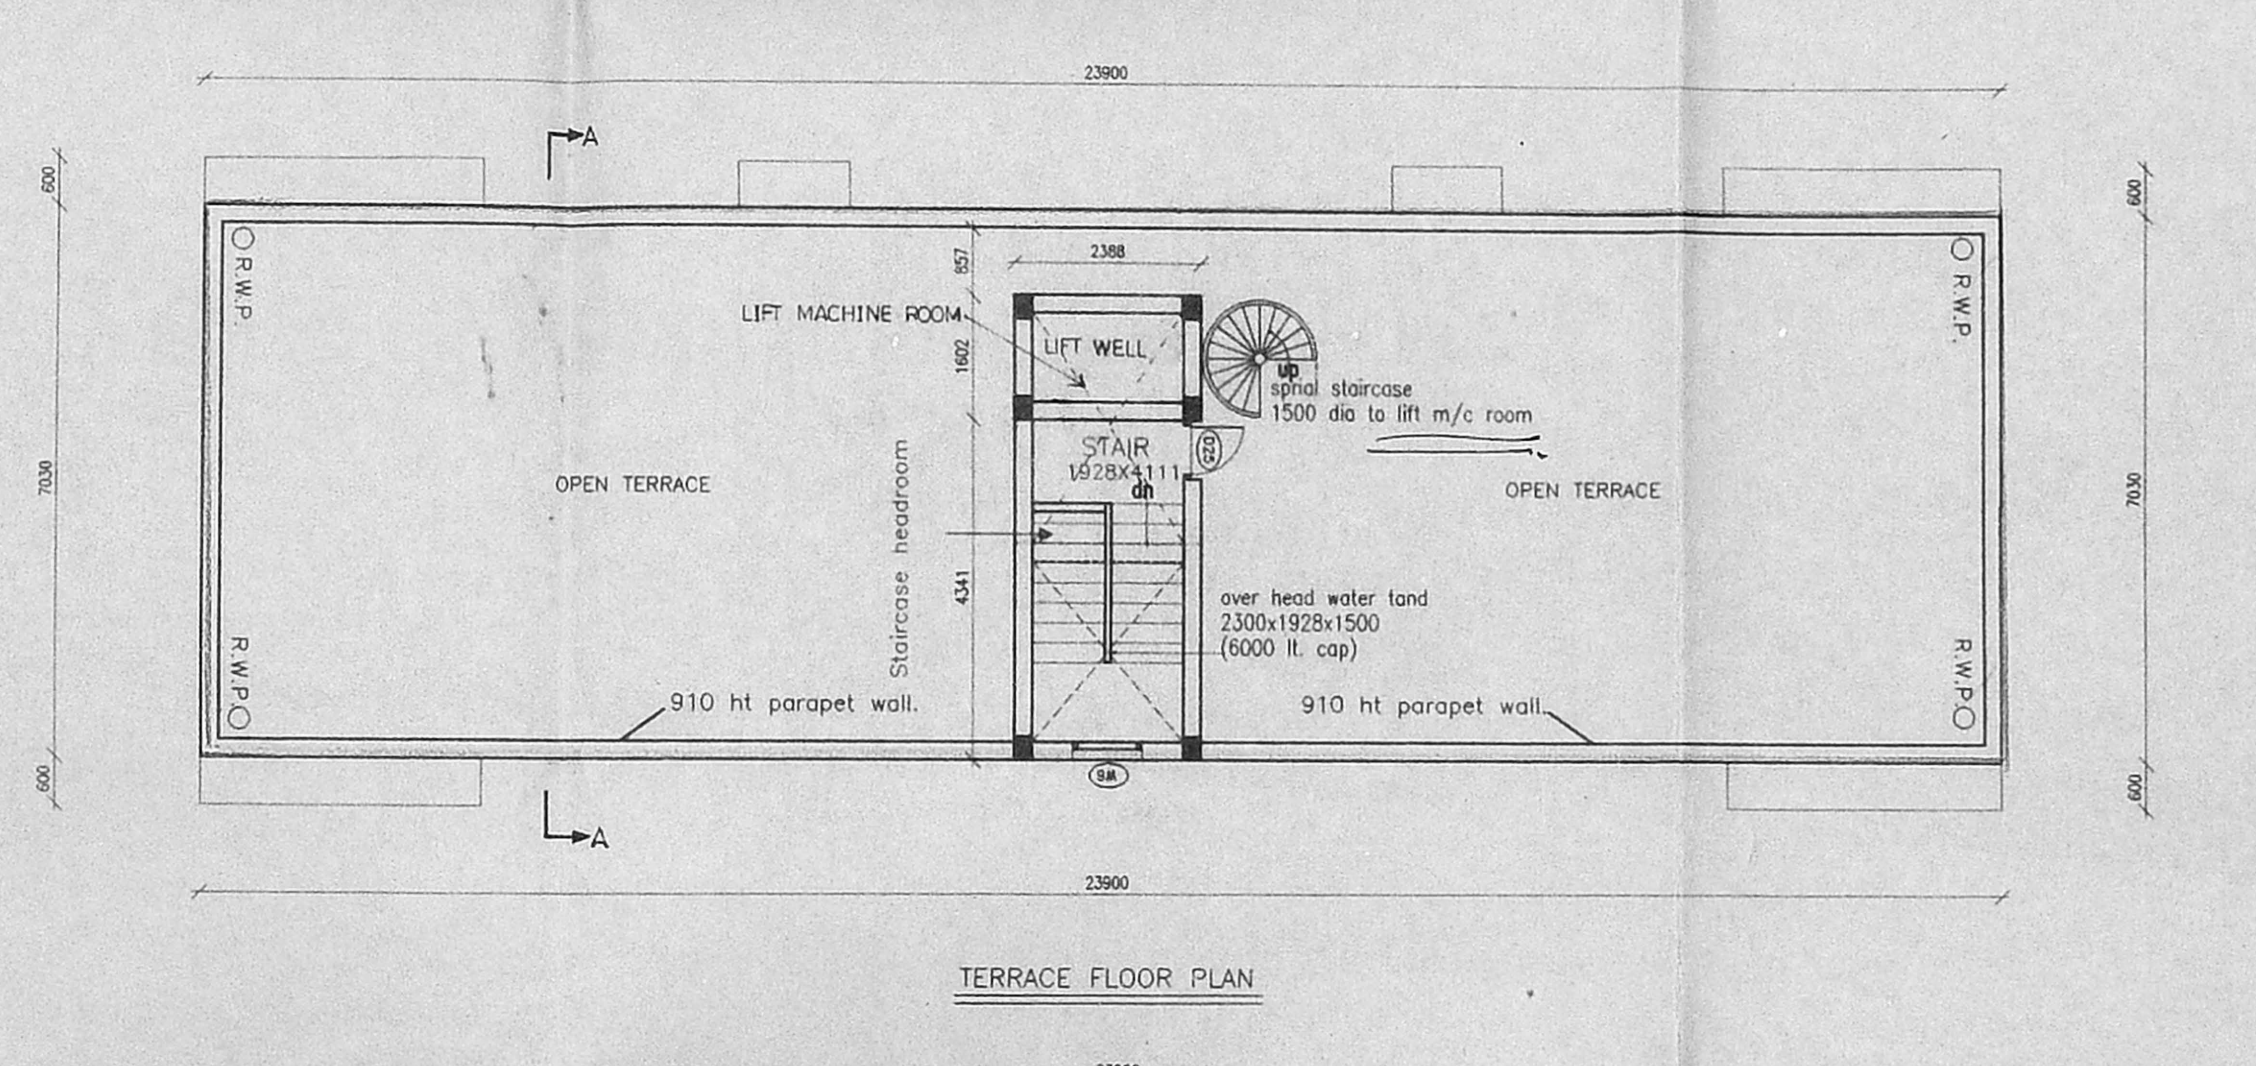 23900
A
600
600
R.W.P.
857
2388
R.W.P.
LIFT MACHINE ROOM
LIFT WELL
1602
up
sprial staircase
1500 dia to lift m/c room
STAIR
1928X4111
D25
dn
7030
OPEN TERRACE
Staircase headroom
OPEN TERRACE
7030
4341
over head water tand
2300x1928x1500
(6000 lt. cap)
R.W.P.
910 ht parapet wall.
910 ht parapet wall.
R.W.P.
600
W6
600
A
23900
TERRACE FLOOR PLAN